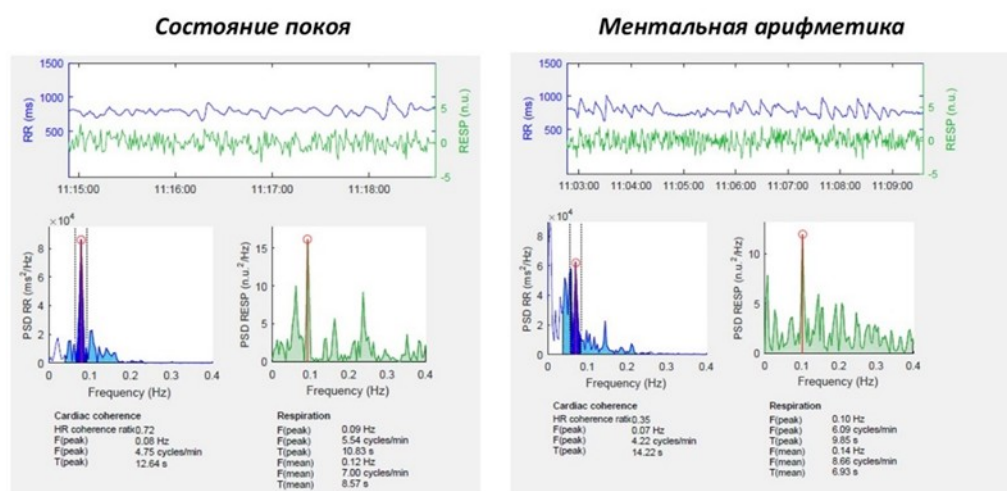 Состояние покоя
Ментальная арифметика
1500
1000
500
RR (ms)
5
0
-5
RESP (n.u.)
11:15:00
11:16:00
11:17:00
11:18:00
1500
1000
500
RR (ms)
5
0
-5
RESP (n.u.)
11:03:00
11:04:00
11:05:00
11:06:00
11:07:00
11:08:00
11:09:00
× 10⁴
8
6
4
2
0
PSD RR (ms²/Hz)
0
0.1
0.2
0.3
0.4
Frequency (Hz)
15
10
5
0
PSD RESP (n.u.²/Hz)
0
0.1
0.2
0.3
0.4
Frequency (Hz)
× 10⁴
8
6
4
2
0
PSD RR (ms²/Hz)
0
0.1
0.2
0.3
0.4
Frequency (Hz)
10
5
0
PSD RESP (n.u.²/Hz)
0
0.1
0.2
0.3
0.4
Frequency (Hz)
Cardiac coherence
HR coherence ratio 0.72
F(peak) 0.08 Hz
F(peak) 4.75 cycles/min
T(peak) 12.64 s
Respiration
F(peak) 0.09 Hz
F(peak) 5.54 cycles/min
T(peak) 10.83 s
F(mean) 0.12 Hz
F(mean) 7.00 cycles/min
T(mean) 8.57 s
Cardiac coherence
HR coherence ratio 0.35
F(peak) 0.07 Hz
F(peak) 4.22 cycles/min
T(peak) 14.22 s
Respiration
F(peak) 0.10 Hz
F(peak) 6.09 cycles/min
T(peak) 9.85 s
F(mean) 0.14 Hz
F(mean) 8.66 cycles/min
T(mean) 6.93 s